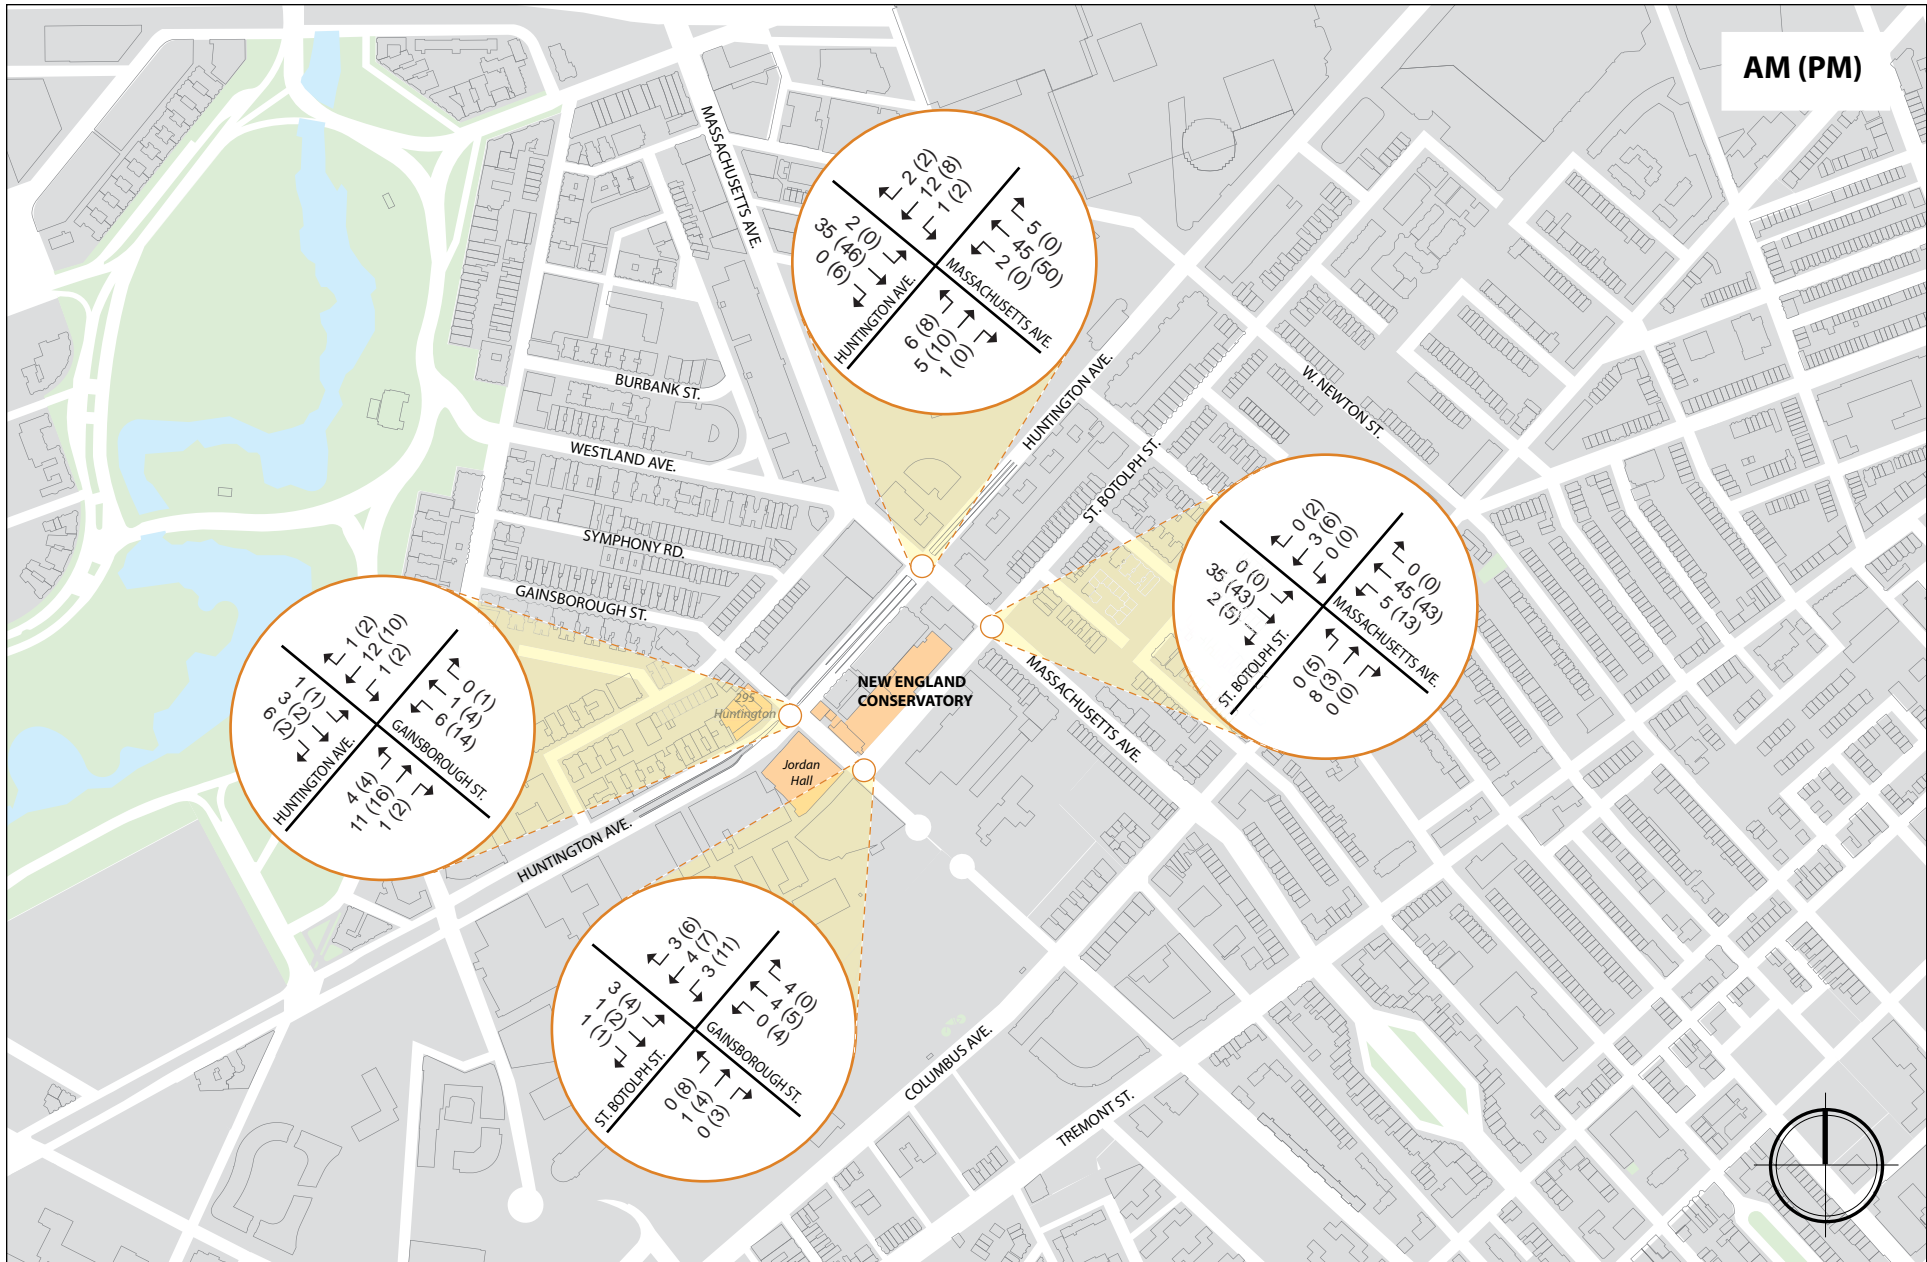 AM (PM)
MASSACHUSETTS AVE.
2 (2)
12 (8)
1 (2)
5 (0)
45 (50)
2 (0)
2 (0)
35 (46)
0 (6)
6 (8)
5 (10)
1 (0)
HUNTINGTON AVE.
MASSACHUSETTS AVE.
HUNTINGTON AVE.
BURBANK ST.
WESTLAND AVE.
SYMPHONY RD.
GAINSBOROUGH ST.
ST. BOTOLPH ST.
W. NEWTON ST.
0 (2)
3 (6)
0 (0)
0 (0)
45 (43)
5 (13)
0 (0)
35 (43)
2 (5)
0 (5)
8 (3)
0 (0)
ST. BOTOLPH ST.
MASSACHUSETTS AVE.
1 (2)
12 (10)
1 (2)
0 (1)
1 (4)
6 (14)
1 (1)
3 (2)
6 (2)
4 (4)
11 (16)
1 (2)
HUNTINGTON AVE.
GAINSBOROUGH ST.
NEW ENGLAND
CONSERVATORY
295
Huntington
Jordan
Hall
MASSACHUSETTS AVE.
HUNTINGTON AVE.
3 (6)
4 (7)
3 (11)
4 (0)
4 (5)
0 (4)
3 (4)
1 (2)
1 (1)
0 (8)
1 (4)
0 (3)
ST. BOTOLPH ST.
GAINSBOROUGH ST.
COLUMBUS AVE.
TREMONT ST.